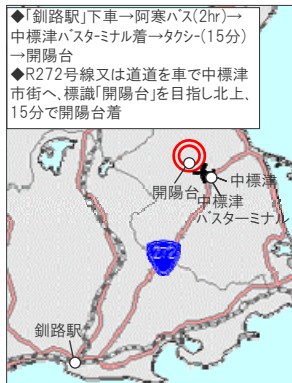 ◆｢釧路駅｣下車→阿寒ﾊﾞｽ(2hr)→
中標津ﾊﾞｽﾀｰﾐﾅﾙ着→ﾀｸｼｰ(15分)
→開陽台
◆R272号線又は道道を車で中標津
市街へ､標識｢開陽台｣を目指し北上､
15分で開陽台着
中標津
開陽台
中標津
ﾊﾞｽターﾐﾅﾙ
272
釧路駅